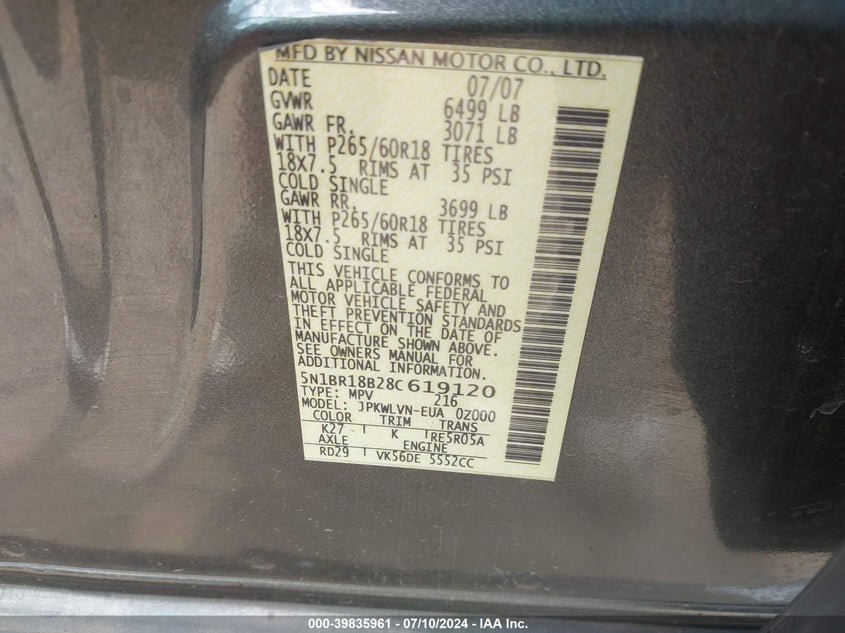 MFD BY NISSAN MOTOR CO., LTD.
DATE 07/07
GVWR 6499 LB
GAWR FR. 3071 LB
WITH P265/60R18 TIRES
18X7.5 RIMS AT 35 PSI
COLD SINGLE
GAWR RR. 3699 LB
WITH P265/60R18 TIRES
18X7.5 RIMS AT 35 PSI
COLD SINGLE
THIS VEHICLE CONFORMS TO
ALL APPLICABLE FEDERAL
MOTOR VEHICLE SAFETY AND
THEFT PREVENTION STANDARDS
IN EFFECT ON THE DATE OF
MANUFACTURE SHOWN ABOVE.
SEE OWNERS MANUAL FOR
ADDITIONAL INFORMATION.
5N1BR18B28C619120
TYPE: MPV 216
MODEL: JPKWLVN-EUA 0Z000
COLOR TRIM TRANS
K27 K RE5R05A
AXLE ENGINE
RD29 VK56DE 5552CC
000-39835961 - 07/10/2024 - IAA Inc.